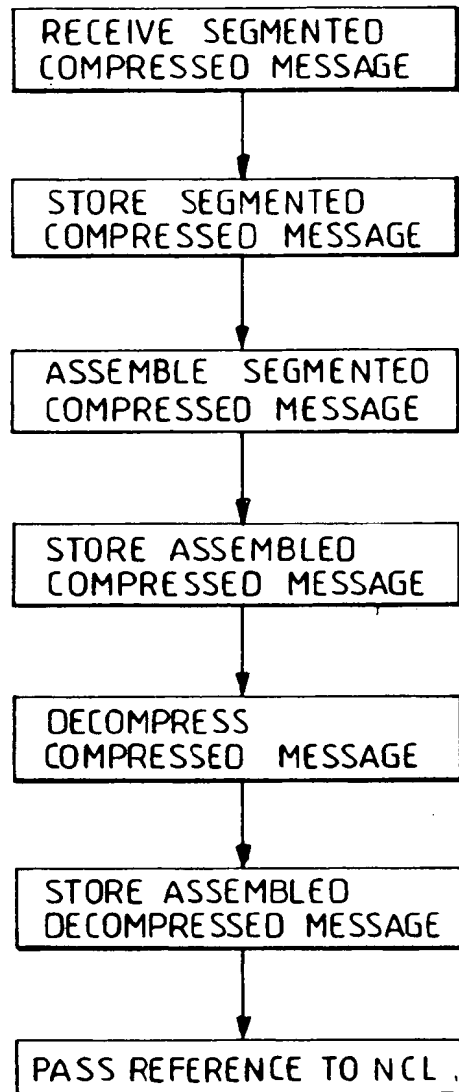 RECEIVE SEGMENTED
COMPRESSED MESSAGE
STORE SEGMENTED
COMPRESSED MESSAGE
ASSEMBLE SEGMENTED
COMPRESSED MESSAGE
STORE ASSEMBLED
COMPRESSED MESSAGE
DECOMPRESS
COMPRESSED MESSAGE
STORE ASSEMBLED
DECOMPRESSED MESSAGE
PASS REFERENCE TO NCL